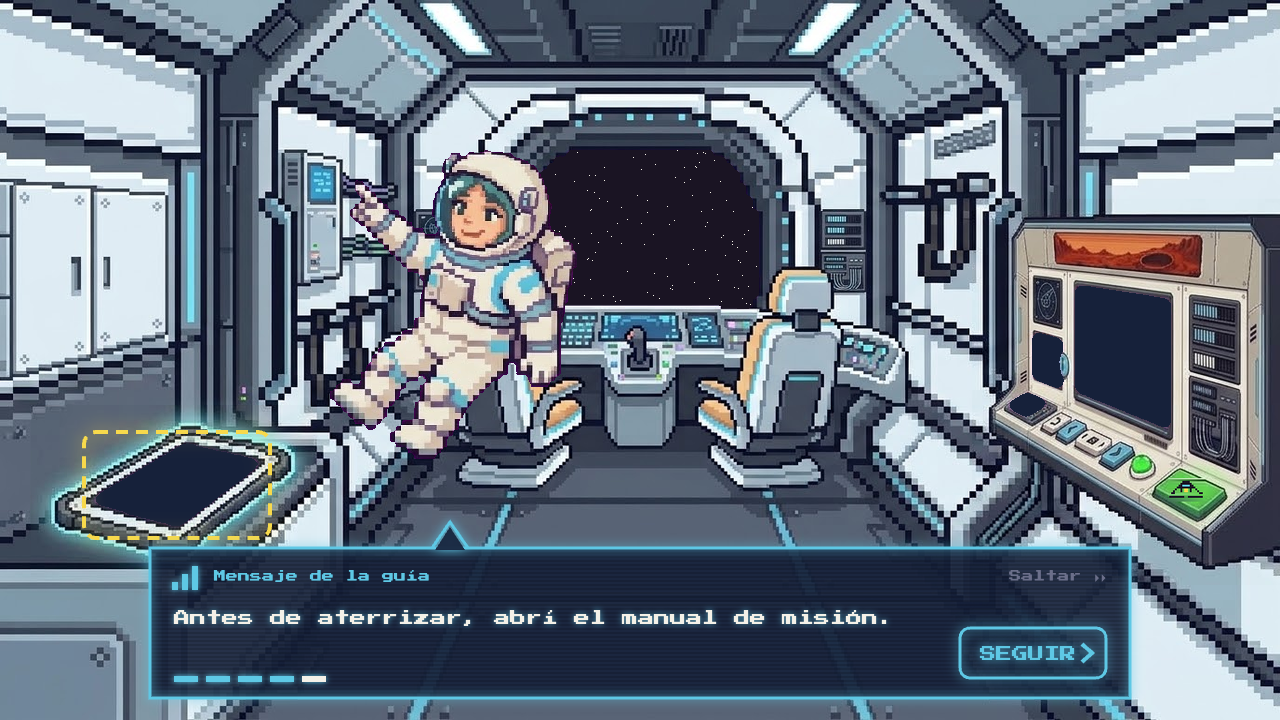 Mensaje de la guía
Saltar
Antes de aterrizar, abrí el manual de misión.
SEGUIR